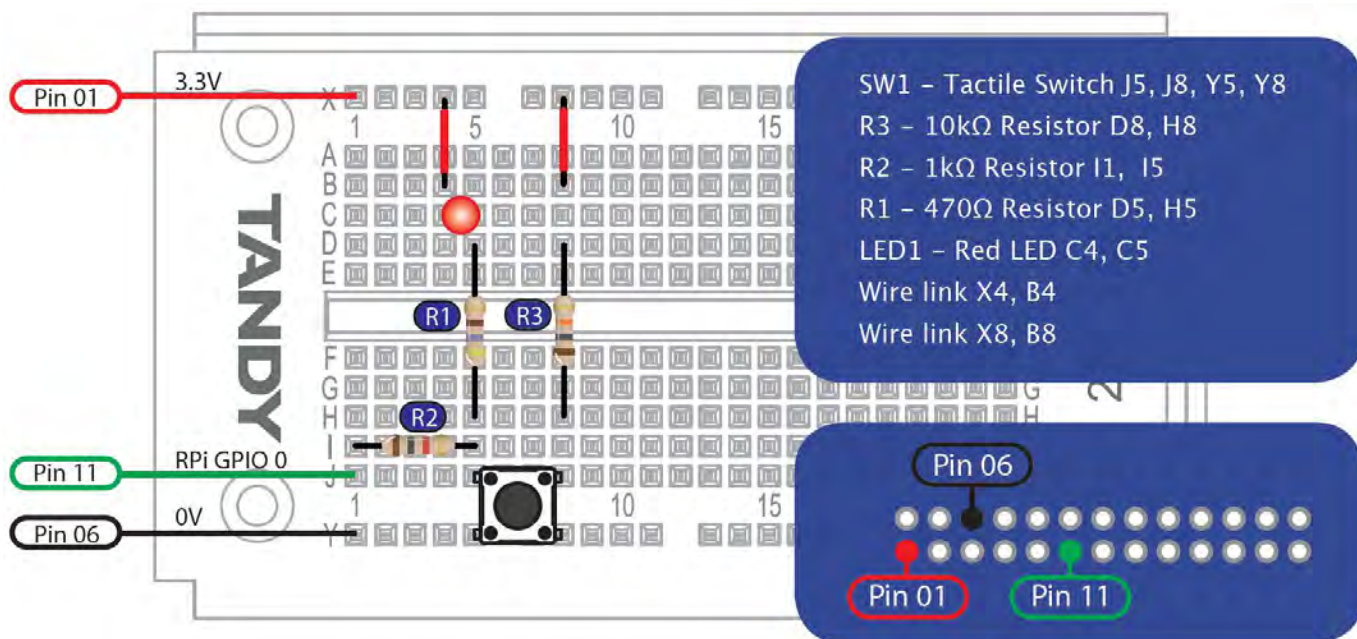 Pin 01
3.3V
X
1 5 10 15
A
B
C
D
E
TANDY
R1 R3
F
G G
H H
R2
I
J
Pin 11
RPi GPIO 0
1 10 15
Pin 06
0V
Y
2
SW1 – Tactile Switch J5, J8, Y5, Y8
R3 – 10kΩ Resistor D8, H8
R2 – 1kΩ Resistor I1, I5
R1 – 470Ω Resistor D5, H5
LED1 – Red LED C4, C5
Wire link X4, B4
Wire link X8, B8
Pin 06
Pin 01
Pin 11